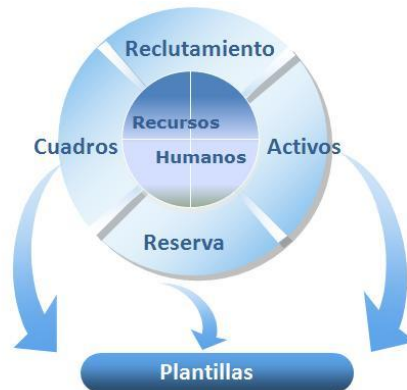 Reclutamiento
Recursos
Cuadros
Humanos
Activos
Reserva
Plantillas